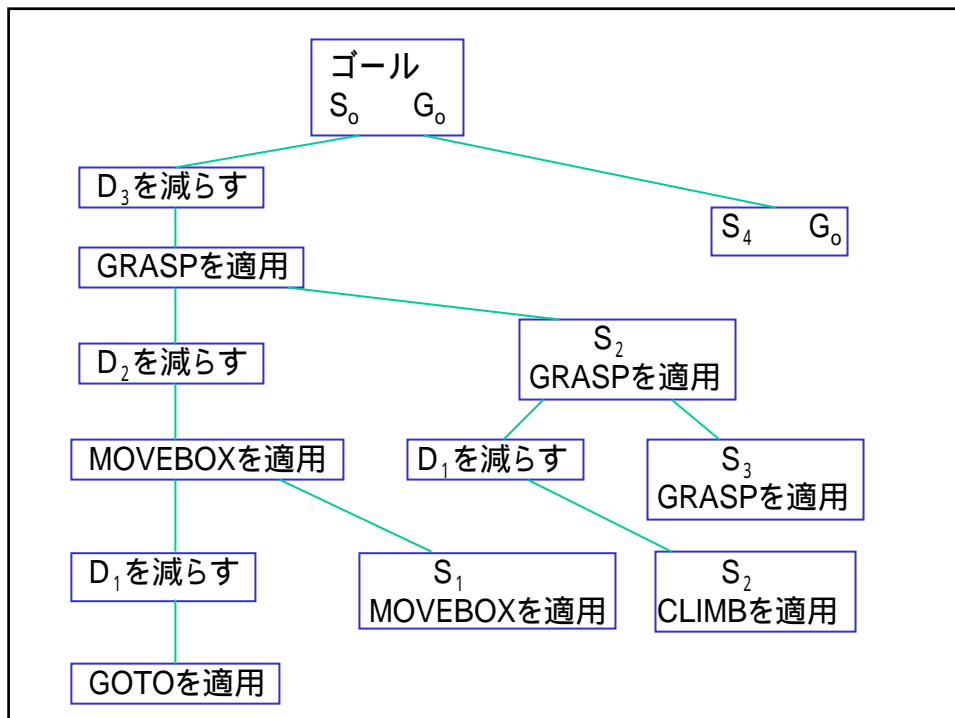 ゴール
S₀ G₀
D₃を減らす
S₄ G₀
GRASPを適用
S₂
GRASPを適用
D₂を減らす
MOVEBOXを適用
D₁を減らす
S₃
GRASPを適用
D₁を減らす
S₁
MOVEBOXを適用
S₂
CLIMBを適用
GOTOを適用